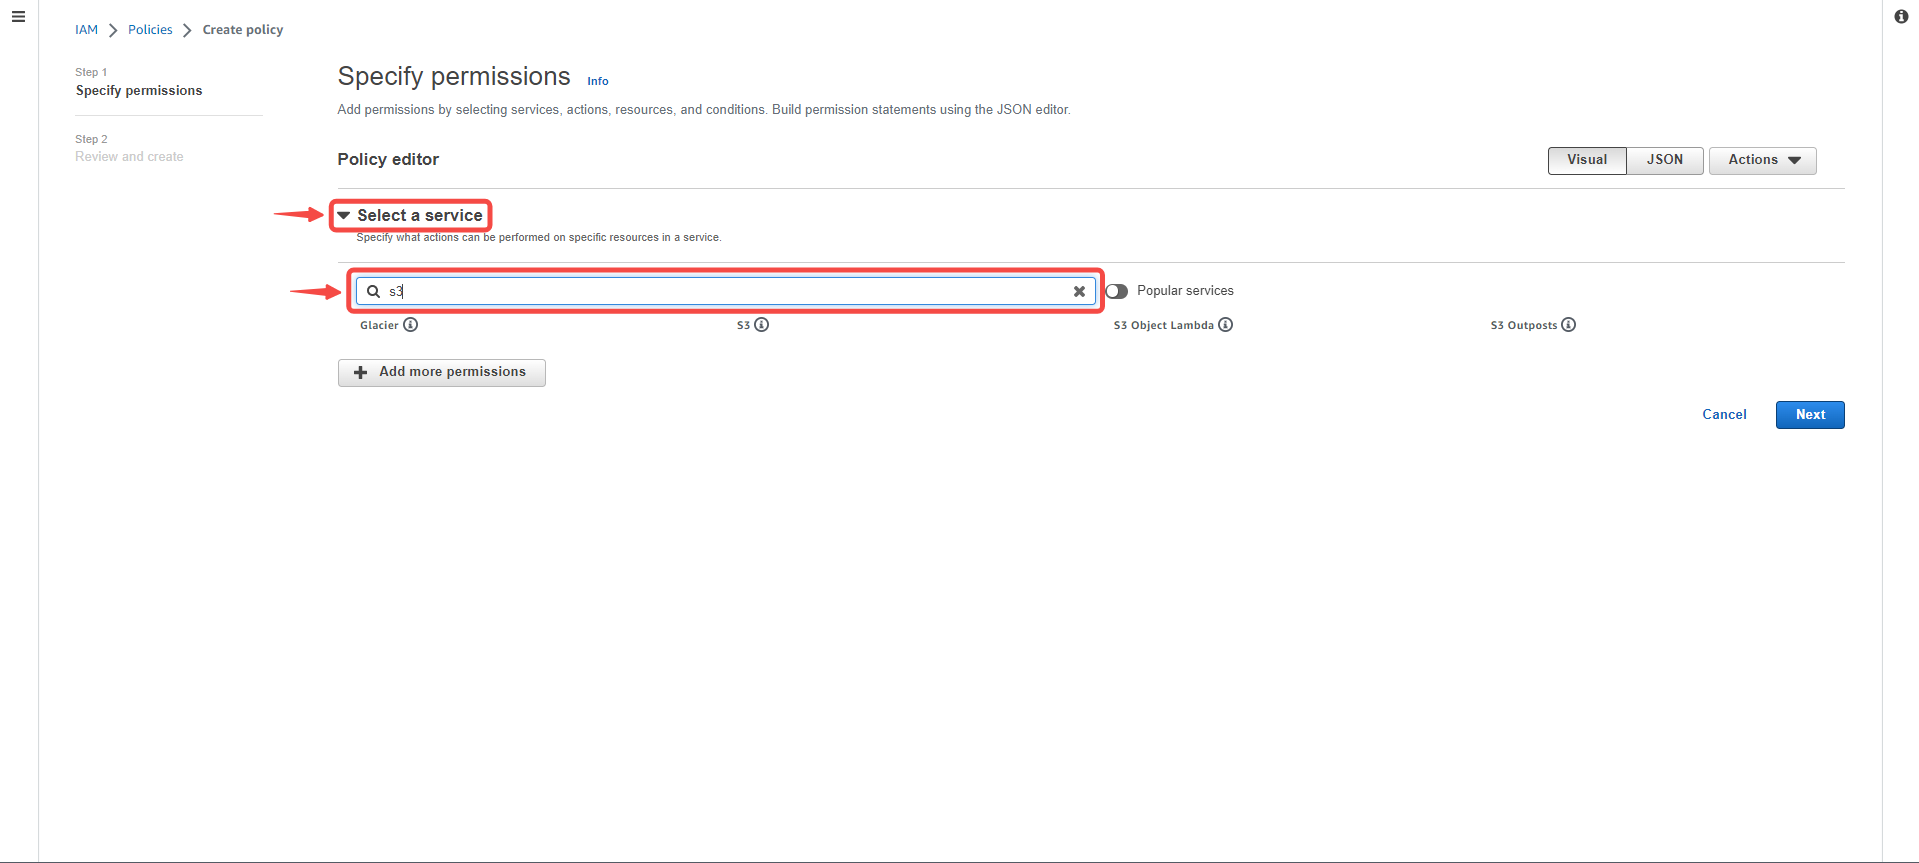 IAM > Policies > Create policy
Step 1
Specify permissions
Step 2
Review and create
Specify permissions Info
Add permissions by selecting services, actions, resources, and conditions. Build permission statements using the JSON editor.
Policy editor
Visual JSON Actions
Select a service
Specify what actions can be performed on specific resources in a service.
s3
Popular services
Glacier S3 S3 Object Lambda S3 Outposts
Add more permissions
Cancel Next